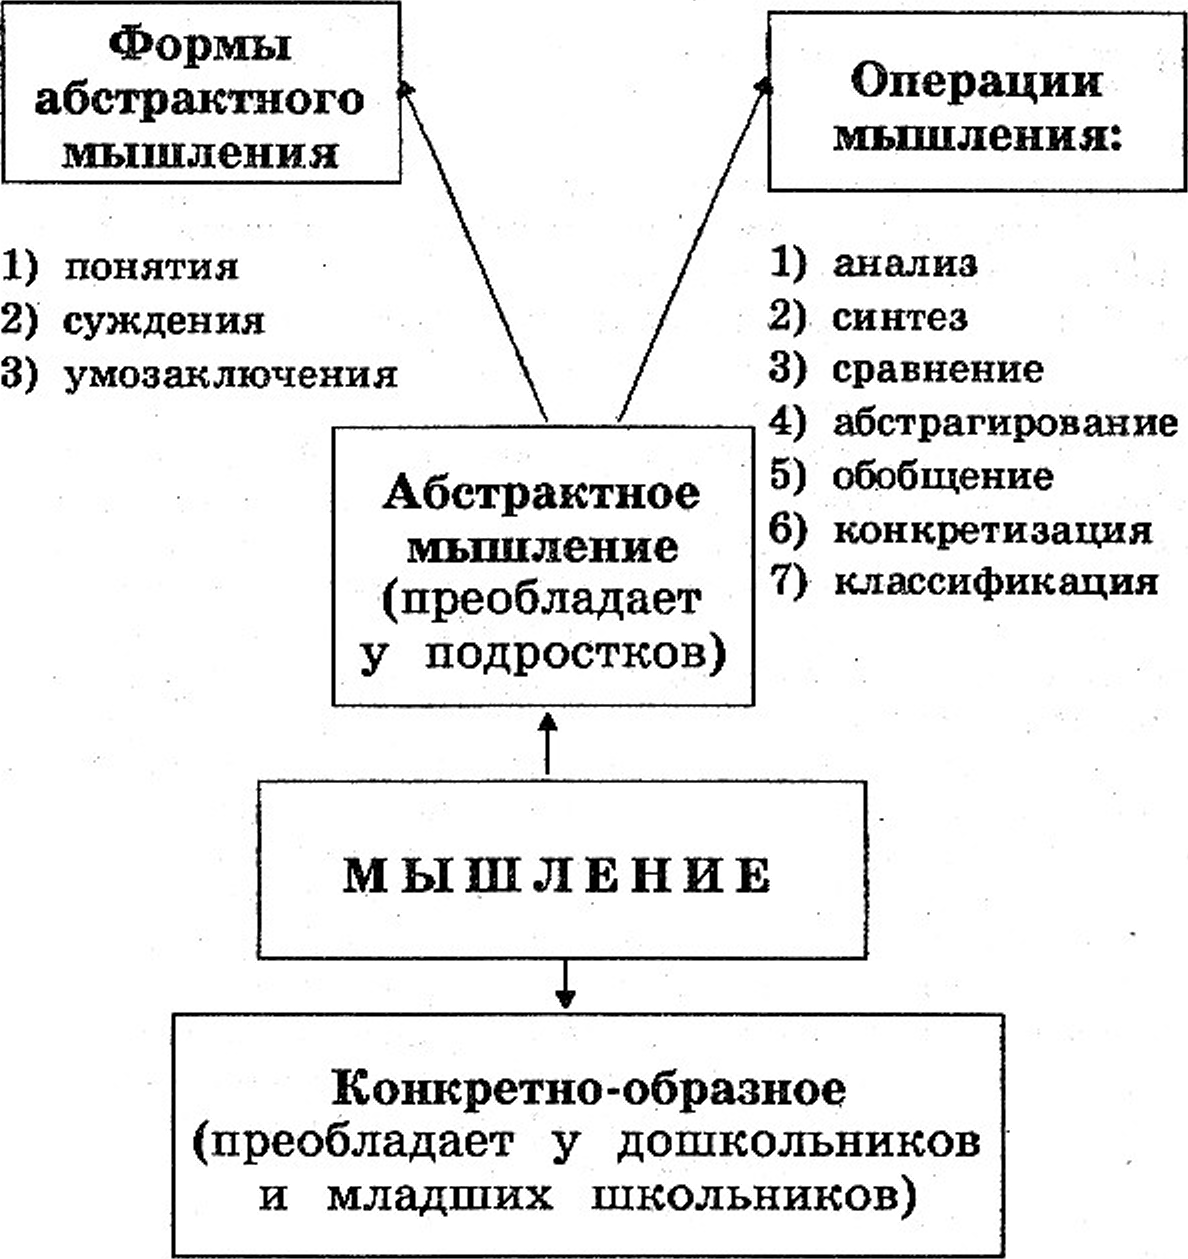 Формы
абстрактного
мышления
1) понятия
2) суждения
3) умозаключения
Операции
мышления:
1) анализ
2) синтез
3) сравнение
4) абстрагирование
5) обобщение
6) конкретизация
7) классификация
Абстрактное
мышление
(преобладает
у подростков)
МЫШЛЕНИЕ
Конкретно-образное
(преобладает у дошкольников
и младших школьников)